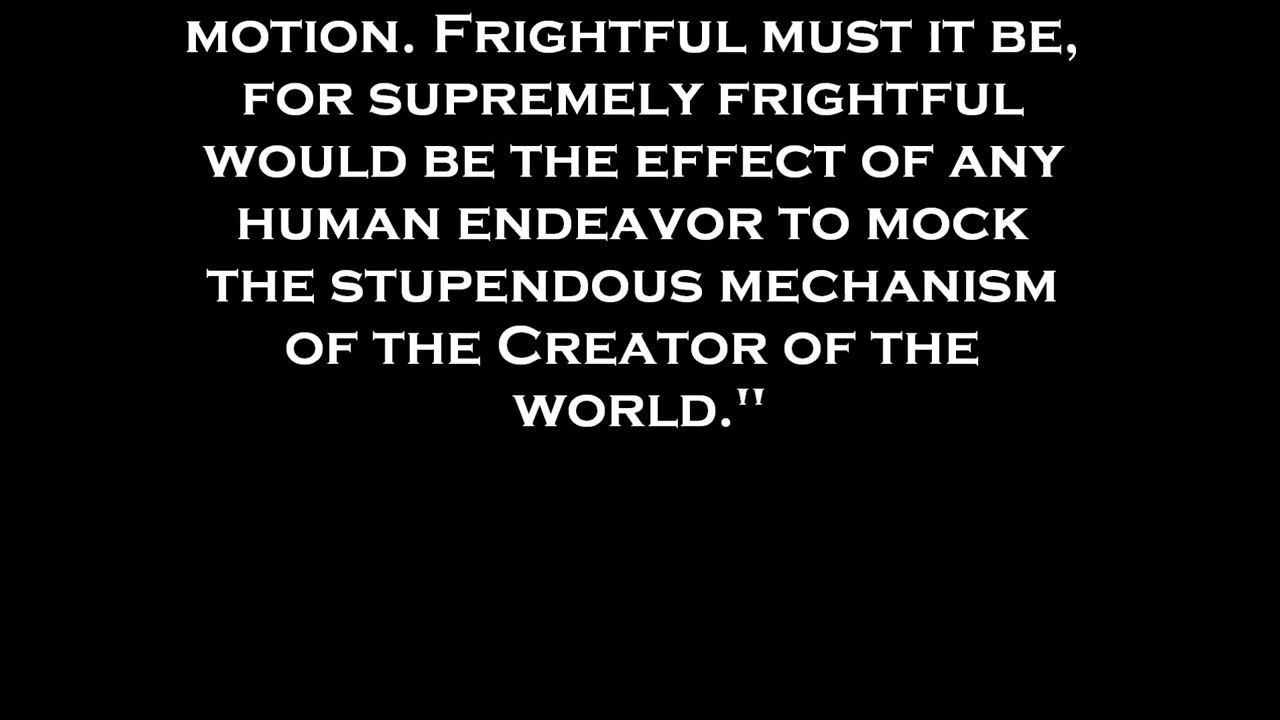 MOTION. FRIGHTFUL MUST IT BE,
FOR SUPREMELY FRIGHTFUL
WOULD BE THE EFFECT OF ANY
HUMAN ENDEAVOR TO MOCK
THE STUPENDOUS MECHANISM
OF THE CREATOR OF THE
WORLD."